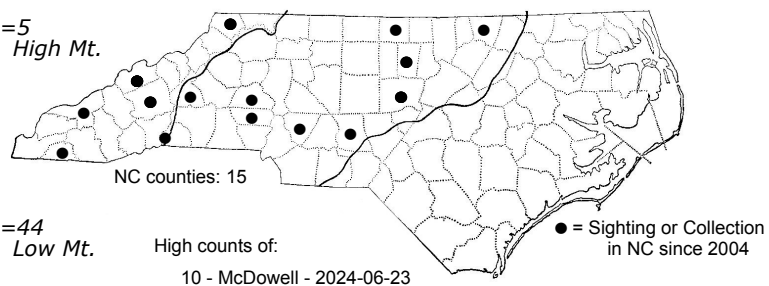 =5
High Mt.
NC counties: 15
=44
Low Mt.
High counts of:
● = Sighting or Collection
in NC since 2004
10 - McDowell - 2024-06-23